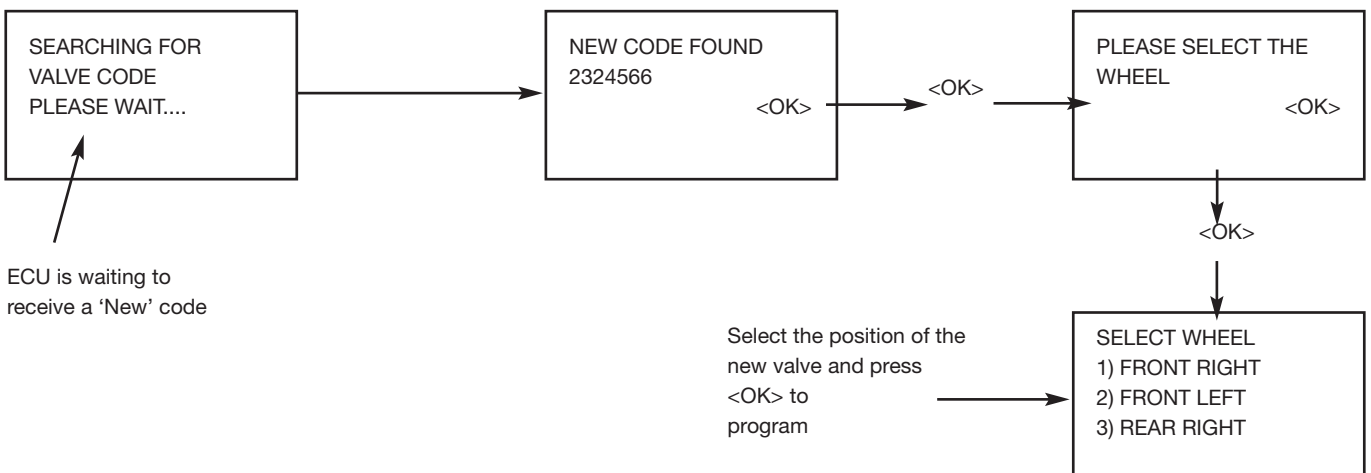 SEARCHING FOR
VALVE CODE
PLEASE WAIT....
NEW CODE FOUND
2324566
<OK>
<OK>
PLEASE SELECT THE
WHEEL
<OK>
<OK>
ECU is waiting to
receive a ‘New’ code
Select the position of the
new valve and press
<OK> to
program
SELECT WHEEL
1) FRONT RIGHT
2) FRONT LEFT
3) REAR RIGHT